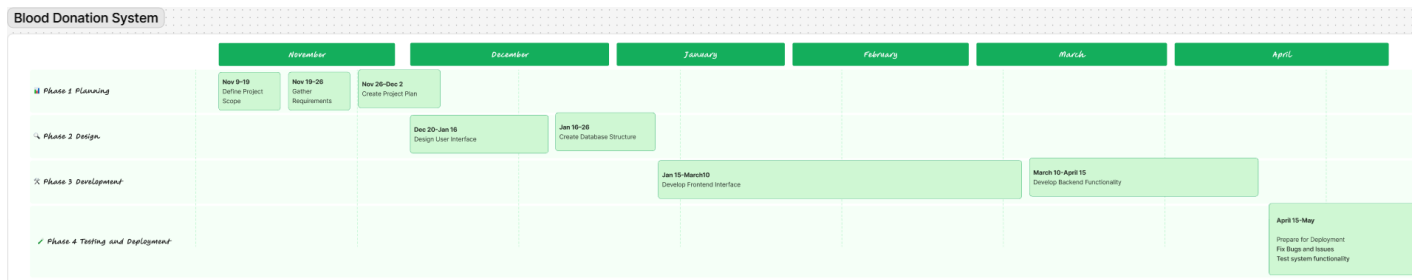 Blood Donation System
November
December
January
February
March
April
Phase 1 Planning
Nov 9-19
Define Project
Scope
Nov 19-26
Gather
Requirements
Nov 26-Dec 2
Create Project Plan
Phase 2 Design
Dec 20-Jan 16
Design User Interface
Jan 16-26
Create Database Structure
Phase 3 Development
Jan 15-March10
Develop Frontend Interface
March 10-April 15
Develop Backend Functionality
Phase 4 Testing and Deployment
April 15-May
Prepare for Deployment
Fix Bugs and Issues
Test system functionality